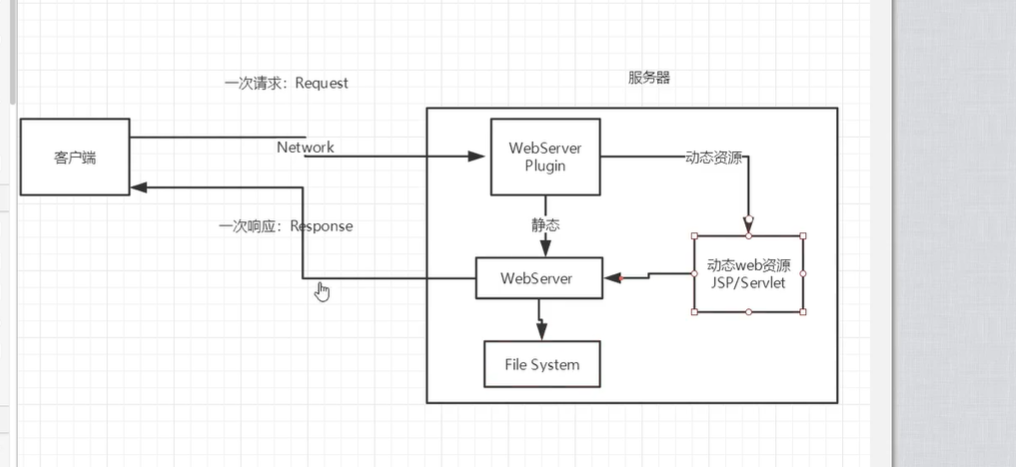 一次请求：Request
服务器
客户端
Network
WebServer
Plugin
动态资源
一次响应：Response
静态
动态web资源
JSP/Servlet
WebServer
File System